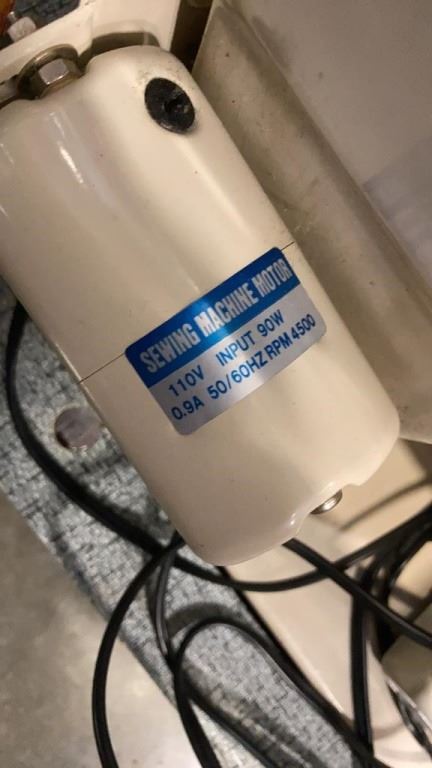 SEWING MACHINE MOTOR
110V INPUT 90W
0.9A 50/60HZ RPM 4500